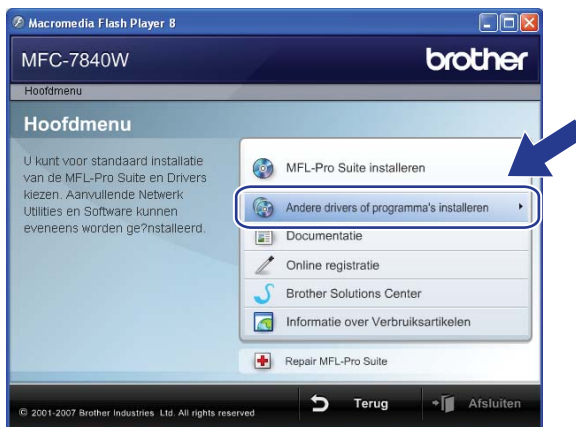 Macromedia Flash Player 8
MFC-7840W
brother
Hoofdmenu
Hoofdmenu
U kunt voor standaard installatie
van de MFL-Pro Suite en Drivers
kiezen. Aanvullende Netwerk
Utilities en Software kunnen
eveneens worden ge?nstalleerd.
MFL-Pro Suite installeren
Andere drivers of programma's installeren
Documentatie
Online registratie
Brother Solutions Center
Informatie over Verbruiksartikelen
Repair MFL-Pro Suite
© 2001-2007 Brother Industries Ltd. All rights reserved
Terug
Afsluiten